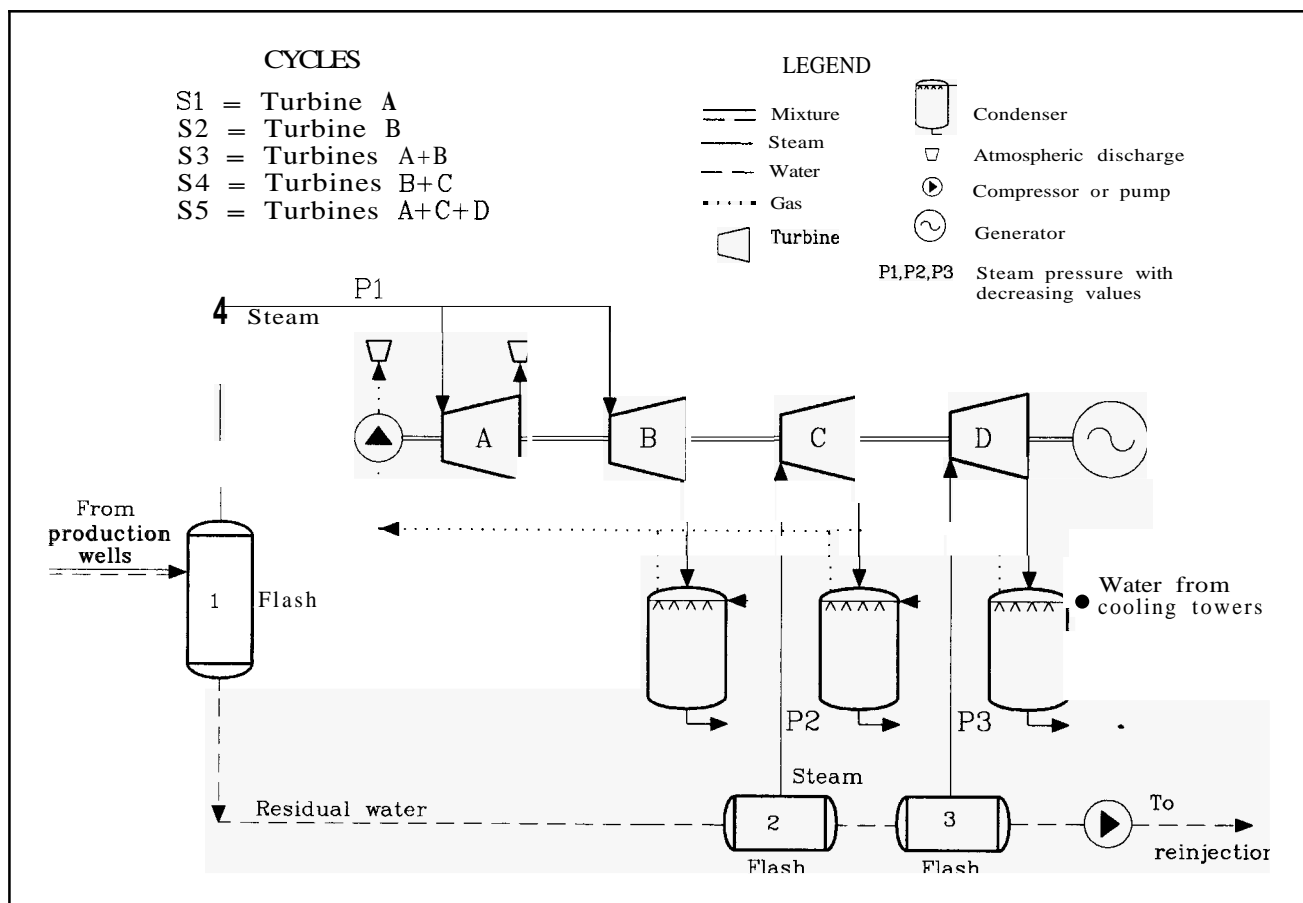 CYCLES
S1 = Turbine A
S2 = Turbine B
S3 = Turbines A+B
S4 = Turbines B+C
S5 = Turbines A+C+D
LEGEND
Mixture
Steam
Water
Gas
Turbine
Condenser
Atmospheric discharge
Compressor or pump
Generator
P1,P2,P3 Steam pressure with
decreasing values
P1
4 Steam
A
B
C
D
From
production
wells
1
Flash
Water from
cooling towers
P2
P3
Steam
Residual water
2
3
Flash
Flash
To
reinjection